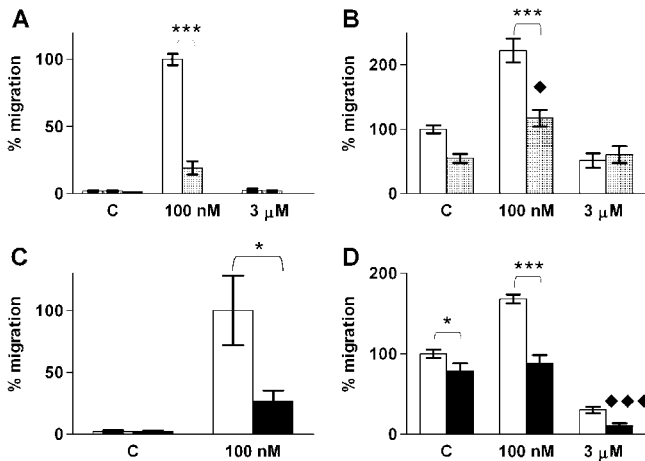 A
% migration
100
50
0
***
C
100 nM
3 μM
B
% migration
200
100
0
***
◆
C
100 nM
3 μM
C
% migration
100
50
0
*
C
100 nM
D
% migration
200
100
0
*
***
◆◆◆
C
100 nM
3 μM